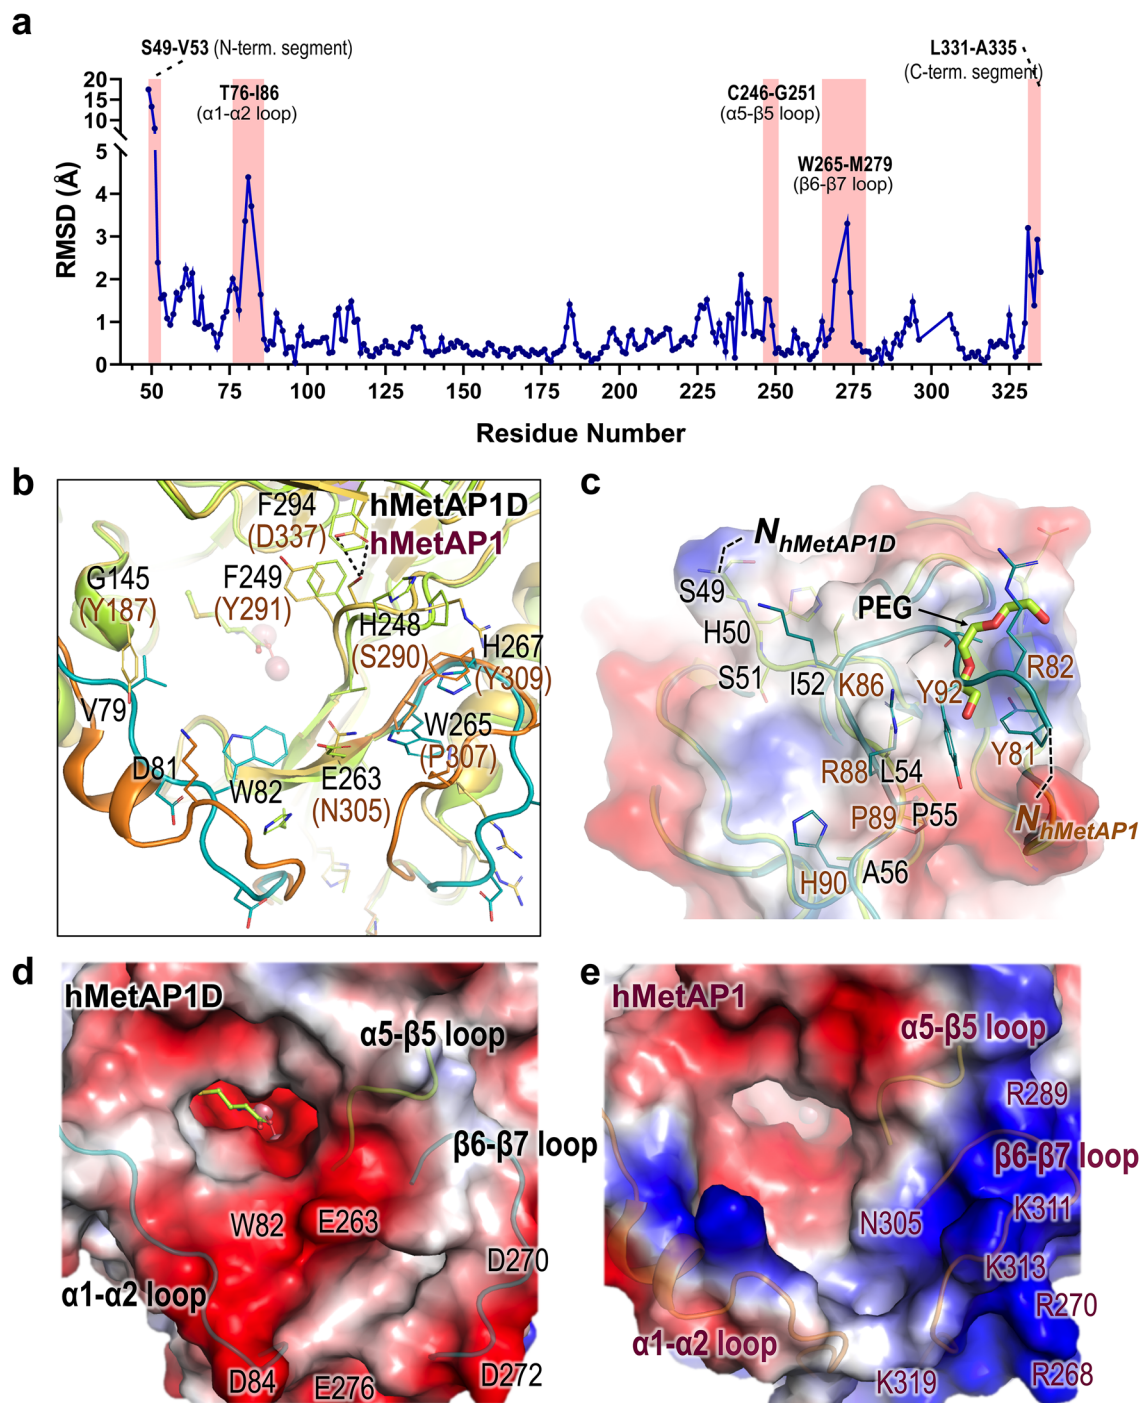 a
S49-V53 (N-term. segment)
L331-A335
(C-term. segment)
T76-I86
(α1-α2 loop)
C246-G251
(α5-β5 loop)
W265-M279
(β6-β7 loop)
20
15
10
5
4
3
2
1
0
RMSD (Å)
50 75 100 125 150 175 200 225 250 275 300 325
Residue Number
b
hMetAP1D
hMetAP1
F294
(D337)
G145
(Y187)
F249
(Y291)
H248
(S290)
H267
(Y309)
V79
W265
(P307)
D81
W82
E263
(N305)
c
N hMetAP1D
S49
PEG
H50
S51
I52
K86
Y92
R82
Y81
R88
L54
P89
P55
N hMetAP1
H90
A56
d
hMetAP1D
α5-β5 loop
β6-β7 loop
W82
E263
D270
α1-α2 loop
D84
E276
D272
e
hMetAP1
α5-β5 loop
R289
β6-β7 loop
N305
K311
K313
R270
α1-α2 loop
K319
R268